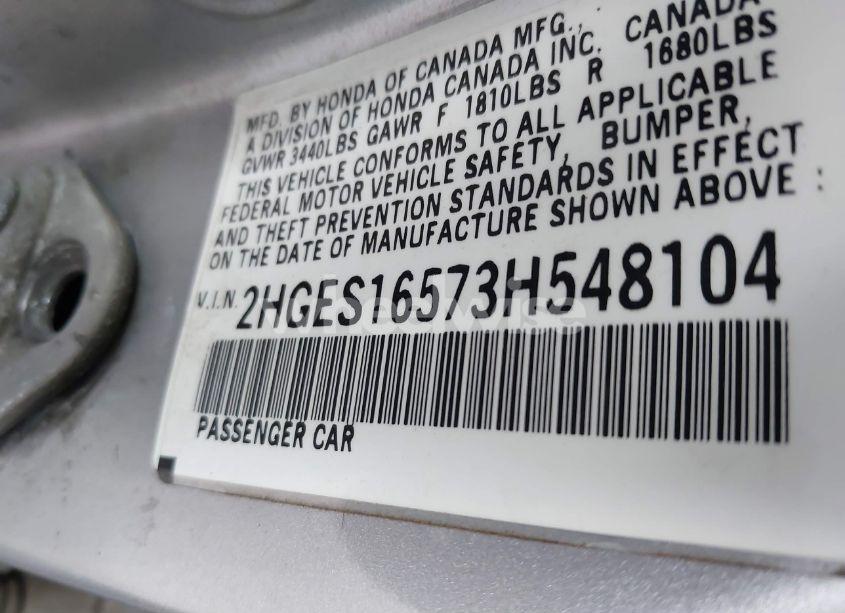 MFD. BY HONDA OF CANADA MFG.,
A DIVISION OF HONDA CANADA INC. CANADA
GVWR 3440LBS GAWR F 1810LBS R 1680LBS
THIS VEHICLE CONFORMS TO ALL APPLICABLE
FEDERAL MOTOR VEHICLE SAFETY, BUMPER,
AND THEFT PREVENTION STANDARDS IN EFFECT
ON THE DATE OF MANUFACTURE SHOWN ABOVE :
V.I.N. 2HGES16573H548104
PASSENGER CAR